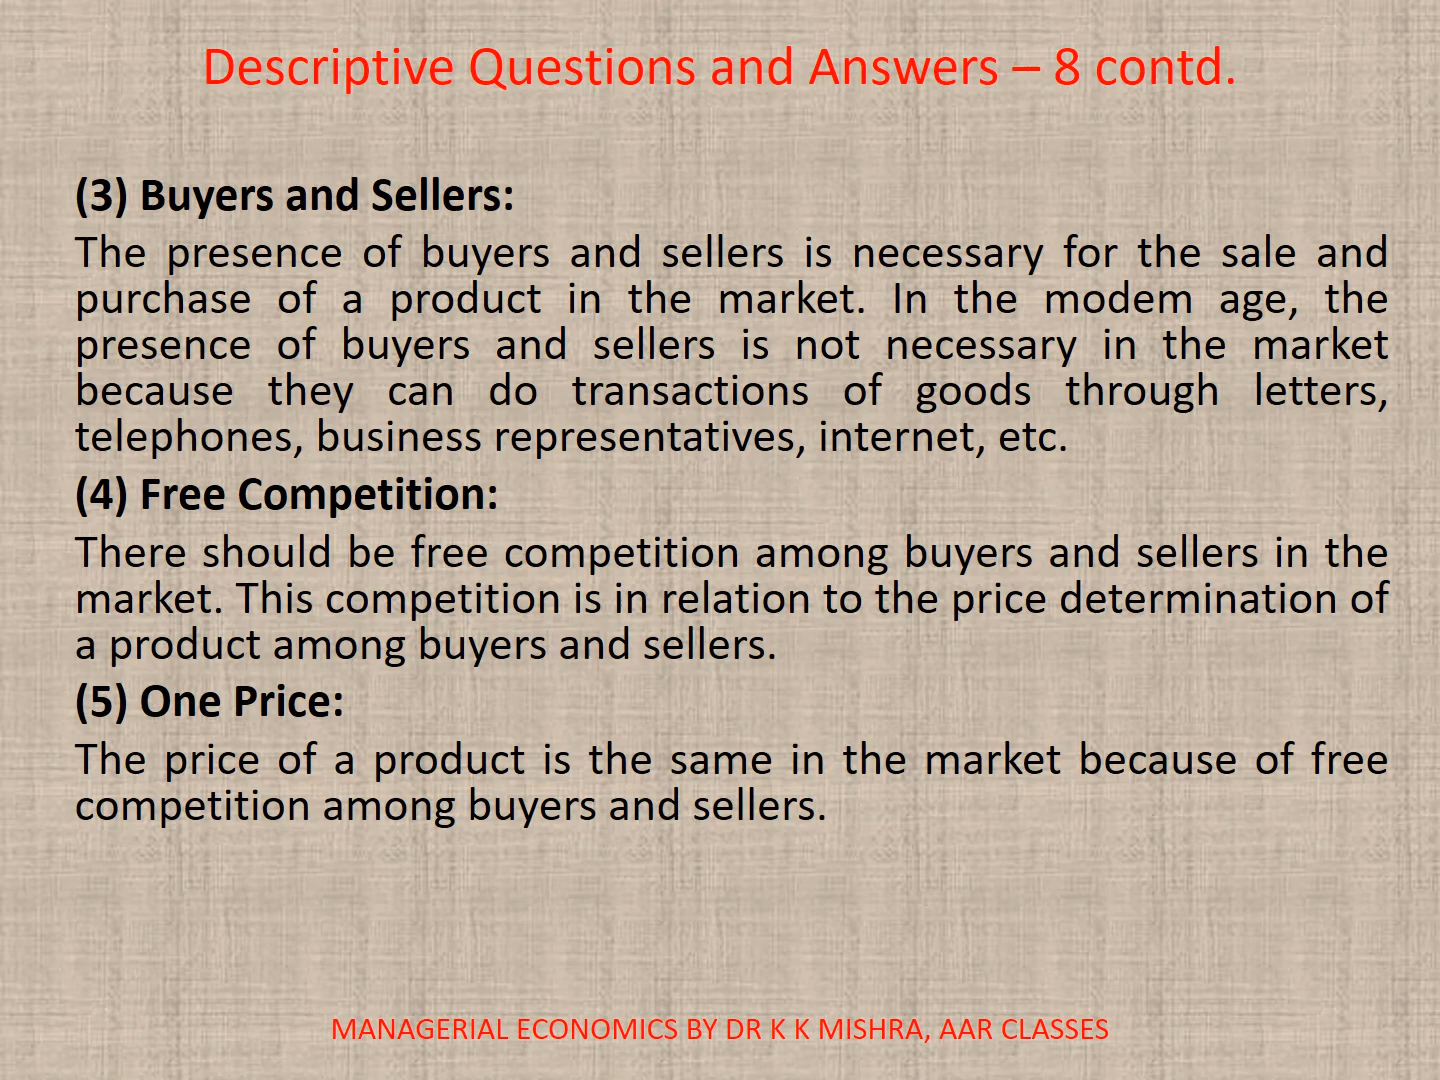 Descriptive Questions and Answers – 8 contd.
(3) Buyers and Sellers:
The presence of buyers and sellers is necessary for the sale and
purchase of a product in the market. In the modem age, the
presence of buyers and sellers is not necessary in the market
because they can do transactions of goods through letters,
telephones, business representatives, internet, etc.
(4) Free Competition:
There should be free competition among buyers and sellers in the
market. This competition is in relation to the price determination of
a product among buyers and sellers.
(5) One Price:
The price of a product is the same in the market because of free
competition among buyers and sellers.
MANAGERIAL ECONOMICS BY DR K K MISHRA, AAR CLASSES